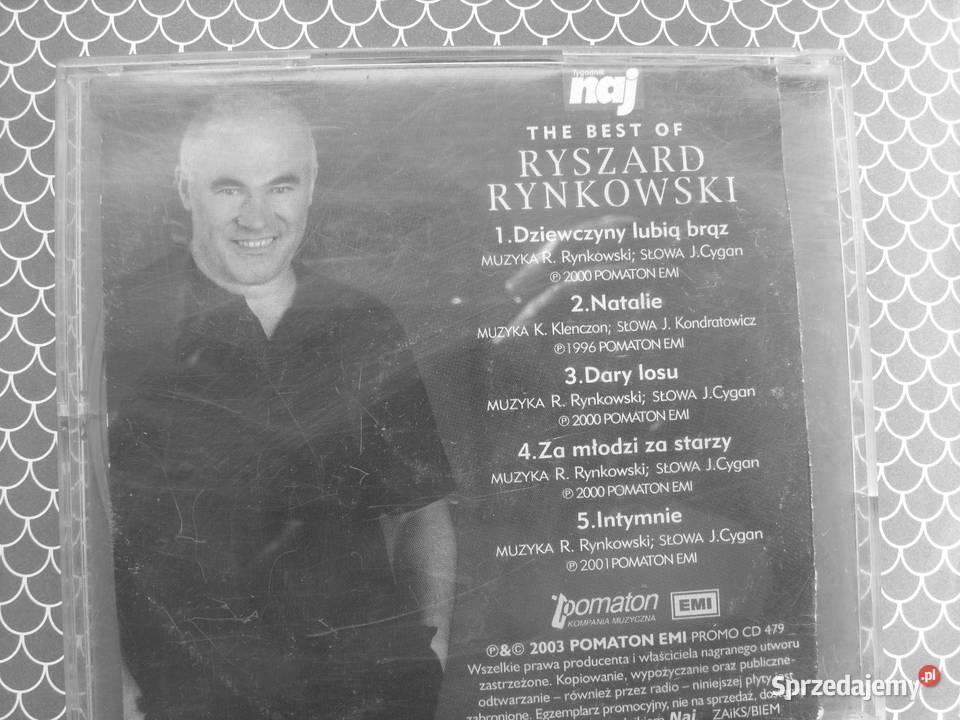 Tygodnik
naj
THE BEST OF
RYSZARD
RYNKOWSKI
1.Dziewczyny lubią brąz
MUZYKA R. Rynkowski; SŁOWA J.Cygan
℗ 2000 POMATON EMI
2.Natalie
MUZYKA K. Klenczon; SŁOWA J. Kondratowicz
℗1996 POMATON EMI
3.Dary losu
MUZYKA R. Rynkowski; SŁOWA J.Cygan
℗ 2000 POMATON EMI
4.Za młodzi za starzy
MUZYKA R. Rynkowski; SŁOWA J.Cygan
℗ 2000 POMATON EMI
5.Intymnie
MUZYKA R. Rynkowski; SŁOWA J.Cygan
℗ 2001 POMATON EMI
pomaton EMI
KOMPANIA MUZYCZNA
℗&© 2003 POMATON EMI PROMO CD 479
Wszelkie prawa producenta i właściciela nagranego utworu
zastrzeżone. Kopiowanie, wypożyczanie oraz publiczne-
odtwarzanie – również przez radio – niniejszej płyty jest
zabronione. Egzemplarz promocyjny, nie na sprzedaż,
Naj ZAiKS/BIEM
Sprzedajemy.pl